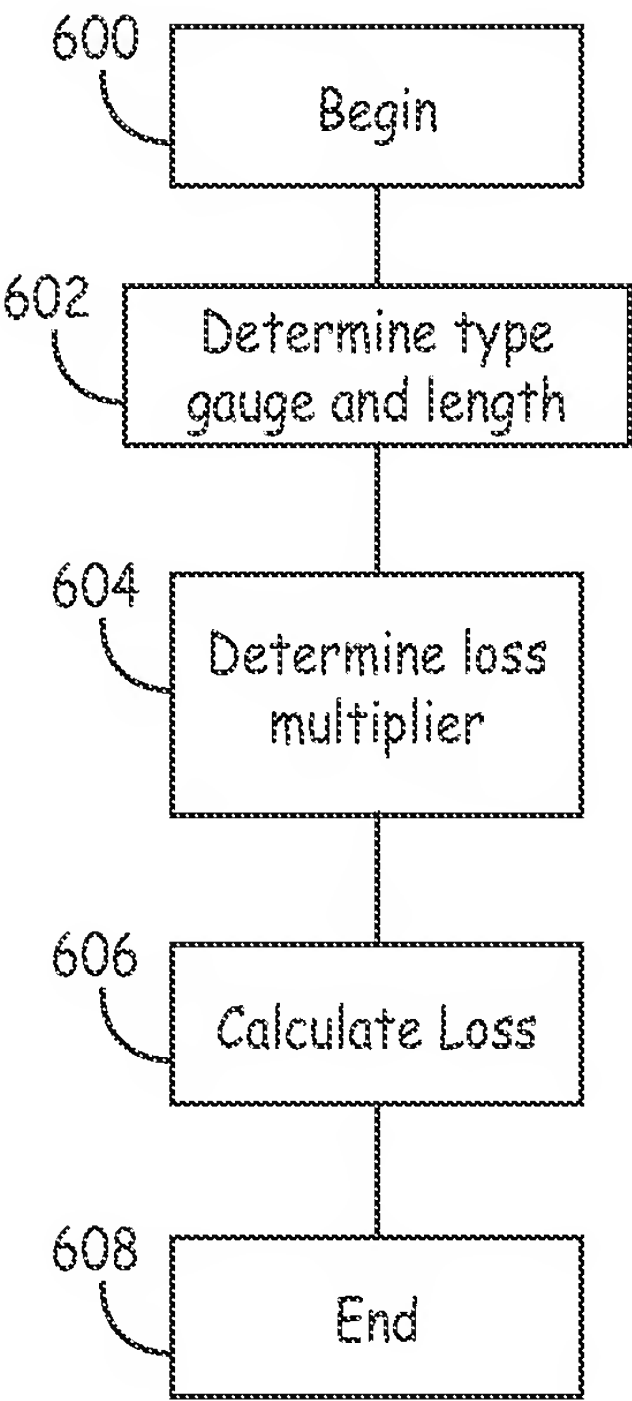 600
Begin
602
Determine type
gauge and length
604
Determine loss
multiplier
606
Calculate Loss
608
End